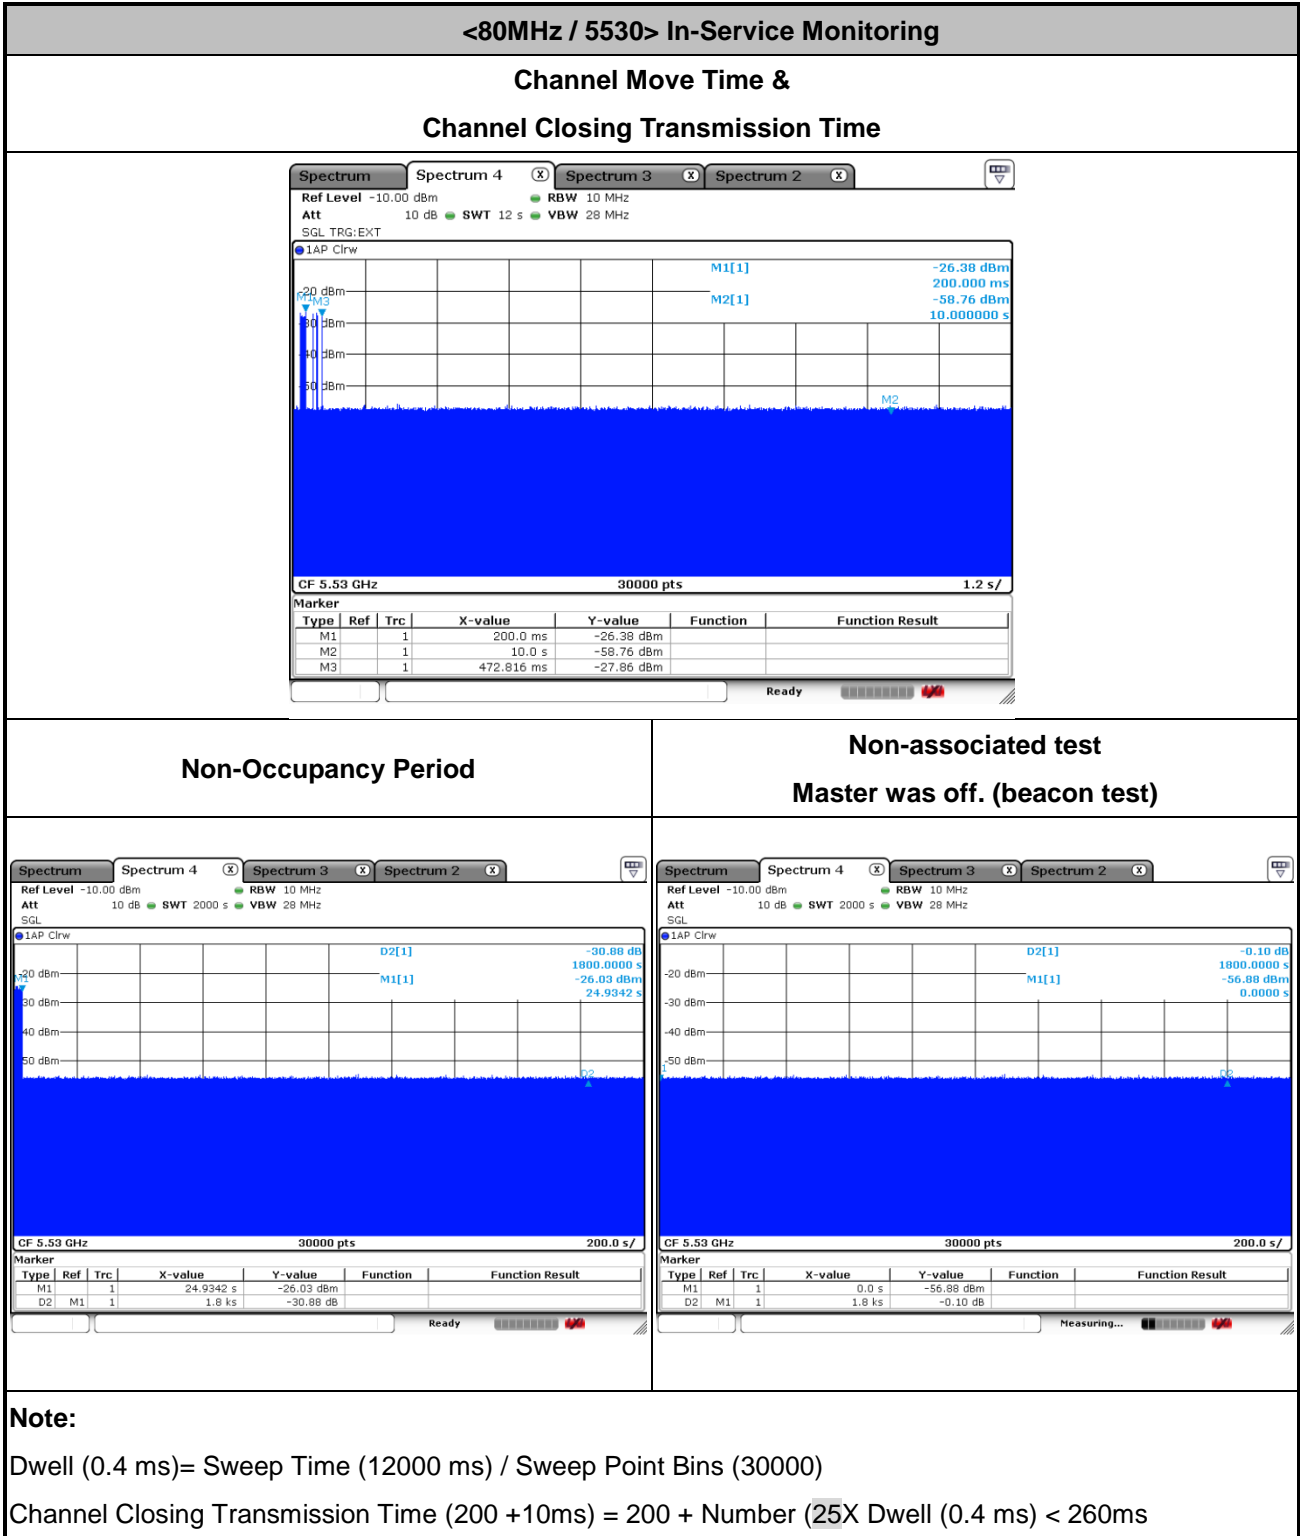 <80MHz / 5530> In-Service Monitoring
Channel Move Time &
Channel Closing Transmission Time
Spectrum Spectrum 4 X Spectrum 3 X Spectrum 2 X
Ref Level -10.00 dBm RBW 10 MHz
Att 10 dB SWT 12 s VBW 28 MHz
SGL TRG:EXT
1AP Clrw
M1[1] -26.38 dBm
200.000 ms
M2[1] -58.76 dBm
10.000000 s
-20 dBm
M1 M3
-30 dBm
-40 dBm
-50 dBm
M2
CF 5.53 GHz 30000 pts 1.2 s/
Marker
Type Ref Trc X-value Y-value Function Function Result
M1 1 200.0 ms -26.38 dBm
M2 1 10.0 s -58.76 dBm
M3 1 472.816 ms -27.86 dBm
Ready
Non-Occupancy Period
Non-associated test
Master was off. (beacon test)
Spectrum Spectrum 4 X Spectrum 3 X Spectrum 2 X
Ref Level -10.00 dBm RBW 10 MHz
Att 10 dB SWT 2000 s VBW 28 MHz
SGL
1AP Clrw
D2[1] -30.88 dB
1800.0000 s
M1[1] -26.03 dBm
24.9342 s
-20 dBm
M1
-30 dBm
-40 dBm
-50 dBm
D2
CF 5.53 GHz 30000 pts 200.0 s/
Marker
Type Ref Trc X-value Y-value Function Function Result
M1 1 24.9342 s -26.03 dBm
D2 M1 1 1.8 ks -30.88 dB
Ready
Spectrum Spectrum 4 X Spectrum 3 X Spectrum 2 X
Ref Level -10.00 dBm RBW 10 MHz
Att 10 dB SWT 2000 s VBW 28 MHz
SGL
1AP Clrw
D2[1] -0.10 dB
1800.0000 s
M1[1] -56.88 dBm
0.0000 s
-20 dBm
-30 dBm
-40 dBm
-50 dBm
1
D2
CF 5.53 GHz 30000 pts 200.0 s/
Marker
Type Ref Trc X-value Y-value Function Function Result
M1 1 0.0 s -56.88 dBm
D2 M1 1 1.8 ks -0.10 dB
Measuring...
Note:
Dwell (0.4 ms)= Sweep Time (12000 ms) / Sweep Point Bins (30000)
Channel Closing Transmission Time (200 +10ms) = 200 + Number (25X Dwell (0.4 ms) < 260ms